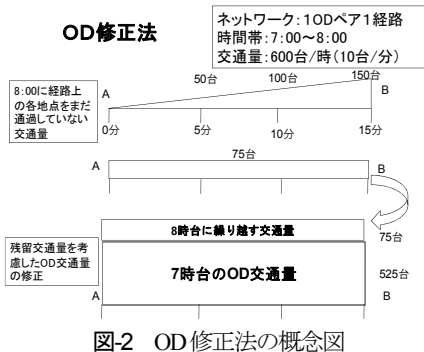 OD修正法
ネットワーク：1ODペア1経路
時間帯：7:00～8:00
交通量：600台/時(10台/分)
8:00に経路上
の各地点をまだ
通過していない
交通量
A
50台
100台
150台
B
0分
5分
10分
15分
75台
A
B
8時台に繰り越す交通量
75台
残留交通量を考
慮したOD交通量
の修正
7時台のOD交通量
525台
A
B
図-2 OD修正法の概念図